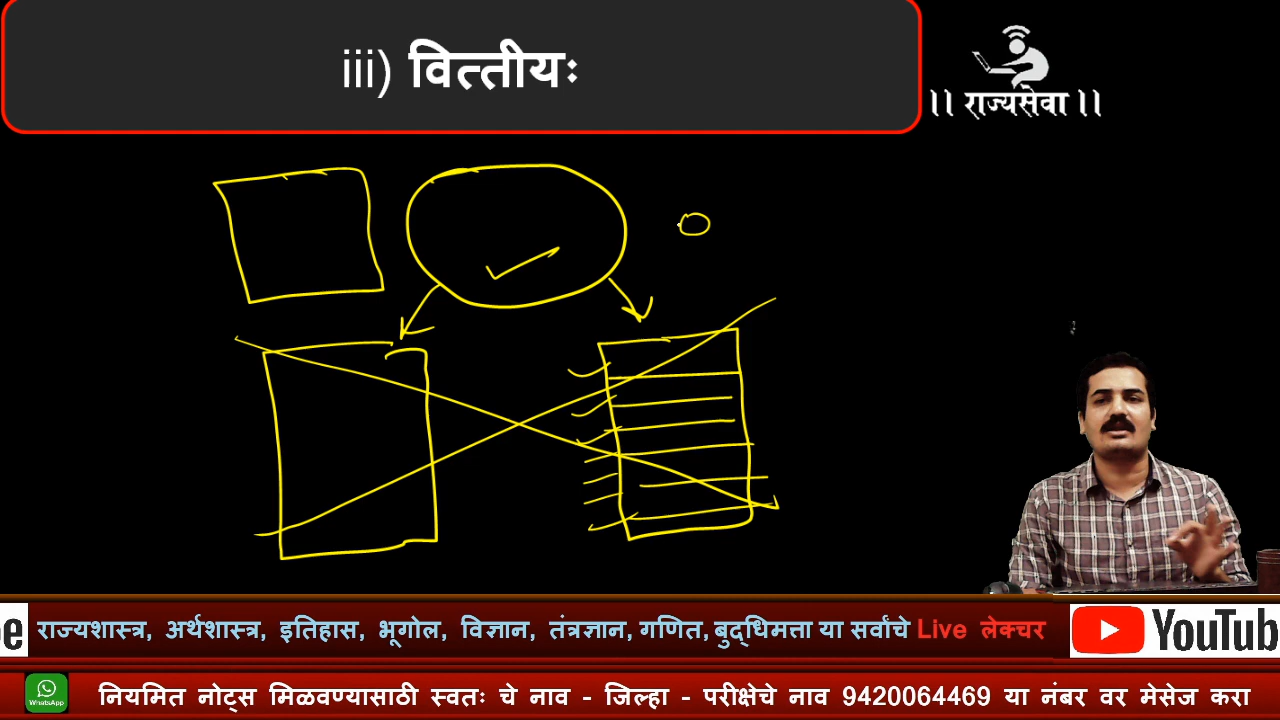 iii) वित्तीयः
।। राज्यसेवा ।।
e राज्यशास्त्र, अर्थशास्त्र, इतिहास, भूगोल, विज्ञान, तंत्रज्ञान, गणित, बुद्धिमत्ता या सर्वांचे Live लेक्चर YouTub
WhatsApp नियमित नोट्स मिळवण्यासाठी स्वतः चे नाव - जिल्हा - परीक्षेचे नाव 9420064469 या नंबर वर मेसेज करा